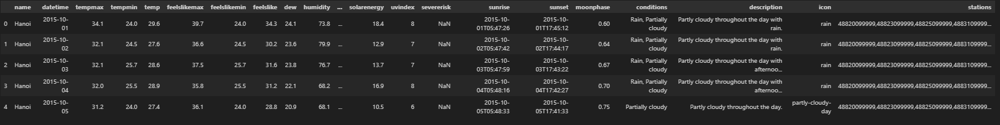 name datetime tempmax tempmin temp feelslikemax feelslikemin feelslike dew humidity ... solarenergy uvindex severerisk sunrise sunset moonphase conditions description icon stations
0 Hanoi 2015-10-01 34.1 24.0 29.6 39.7 24.0 34.3 24.1 73.8 ... 18.4 8 NaN 2015-10-01T05:47:26 2015-10-01T17:45:12 0.60 Rain, Partially cloudy Partly cloudy throughout the day with rain. rain 48820099999,48823099999,48825099999,4883109999...
1 Hanoi 2015-10-02 32.1 24.5 27.6 36.6 24.5 30.2 23.6 79.9 ... 12.9 7 NaN 2015-10-02T05:47:42 2015-10-02T17:44:17 0.64 Rain, Partially cloudy Partly cloudy throughout the day with rain. rain 48820099999,48823099999,48825099999,4883109999...
2 Hanoi 2015-10-03 32.1 25.7 28.6 37.5 25.7 31.6 23.8 76.7 ... 13.7 7 NaN 2015-10-03T05:47:59 2015-10-03T17:43:22 0.67 Rain, Partially cloudy Partly cloudy throughout the day with afternoo... rain 48820099999,48823099999,48825099999,4883109999...
3 Hanoi 2015-10-04 32.0 25.5 28.9 35.8 25.5 31.2 22.1 68.2 ... 16.9 8 NaN 2015-10-04T05:48:16 2015-10-04T17:42:27 0.70 Rain, Partially cloudy Partly cloudy throughout the day with afternoo... rain 48820099999,48823099999,48825099999,4883109999...
4 Hanoi 2015-10-05 31.2 24.0 27.4 36.1 24.0 28.8 20.9 68.1 ... 10.5 6 NaN 2015-10-05T05:48:33 2015-10-05T17:41:33 0.75 Partially cloudy Partly cloudy throughout the day. partly-cloudy-day 48820099999,48823099999,48825099999,4883109999...